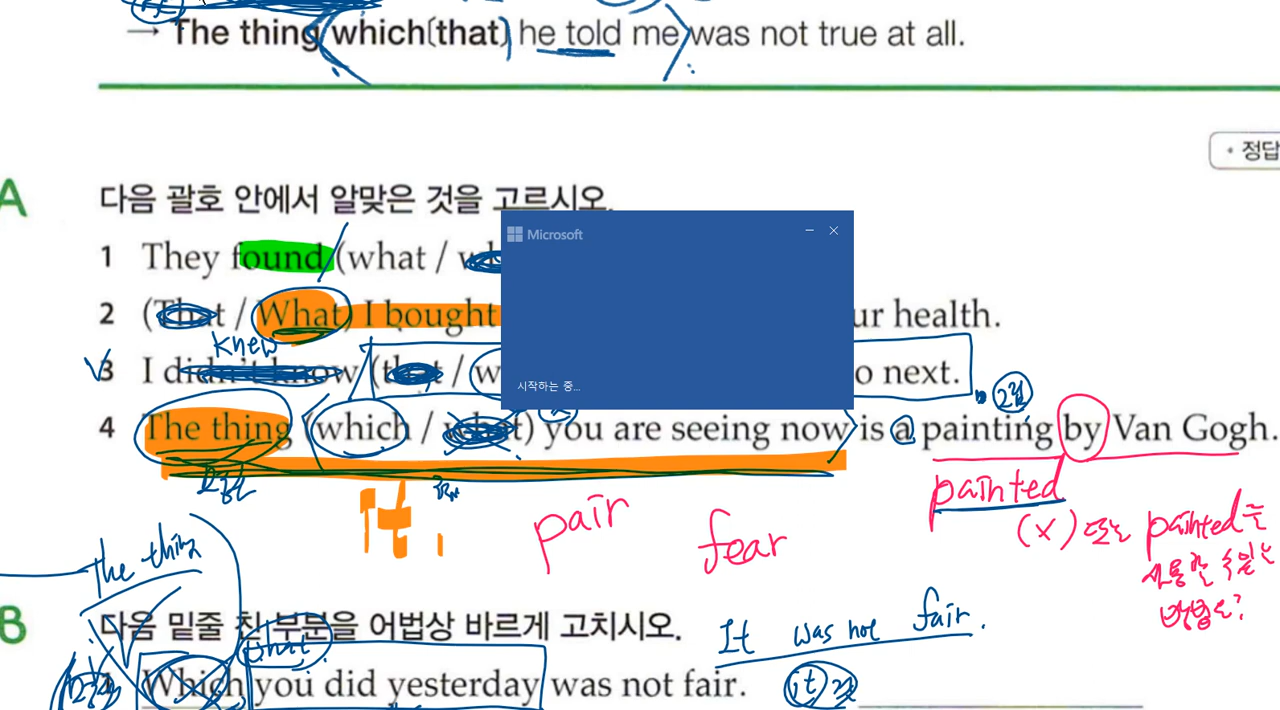 → The thing which(that) he told me was not true at all.
• 정답
A 다음 괄호 안에서 알맞은 것을 고르시오.
Microsoft
시작하는 중...
1 They found (what /
2 (That / What) I bought ur health.
knew
3 I didn't know (that / w o next.
4 The thing (which / what) you are seeing now is a painting by Van Gogh.
painted
pair fear
(x) 또는 painted를
the thing
B 다음 밑줄 친 부분을 어법상 바르게 고치시오.
It was not fair.
that
Which you did yesterday was not fair.
it